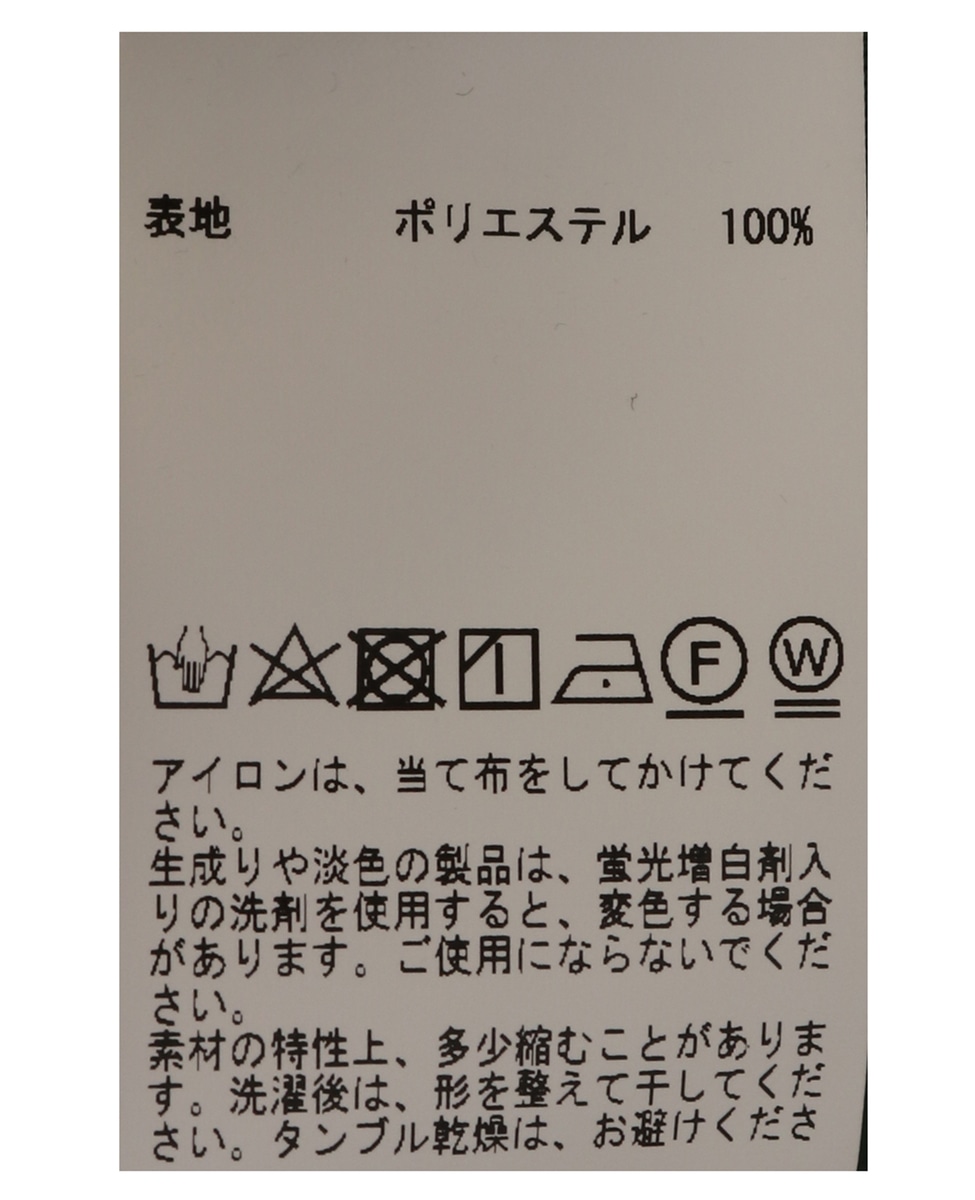 表地 ポリエステル 100%
F W
アイロンは、当て布をしてかけてくだ
さい。
生成りや淡色の製品は、蛍光増白剤入
りの洗剤を使用すると、変色する場合
があります。ご使用にならないでくだ
さい。
素材の特性上、多少縮むことがありま
す。洗濯後は、形を整えて干してくだ
さい。タンブル乾燥は、お避けくださ